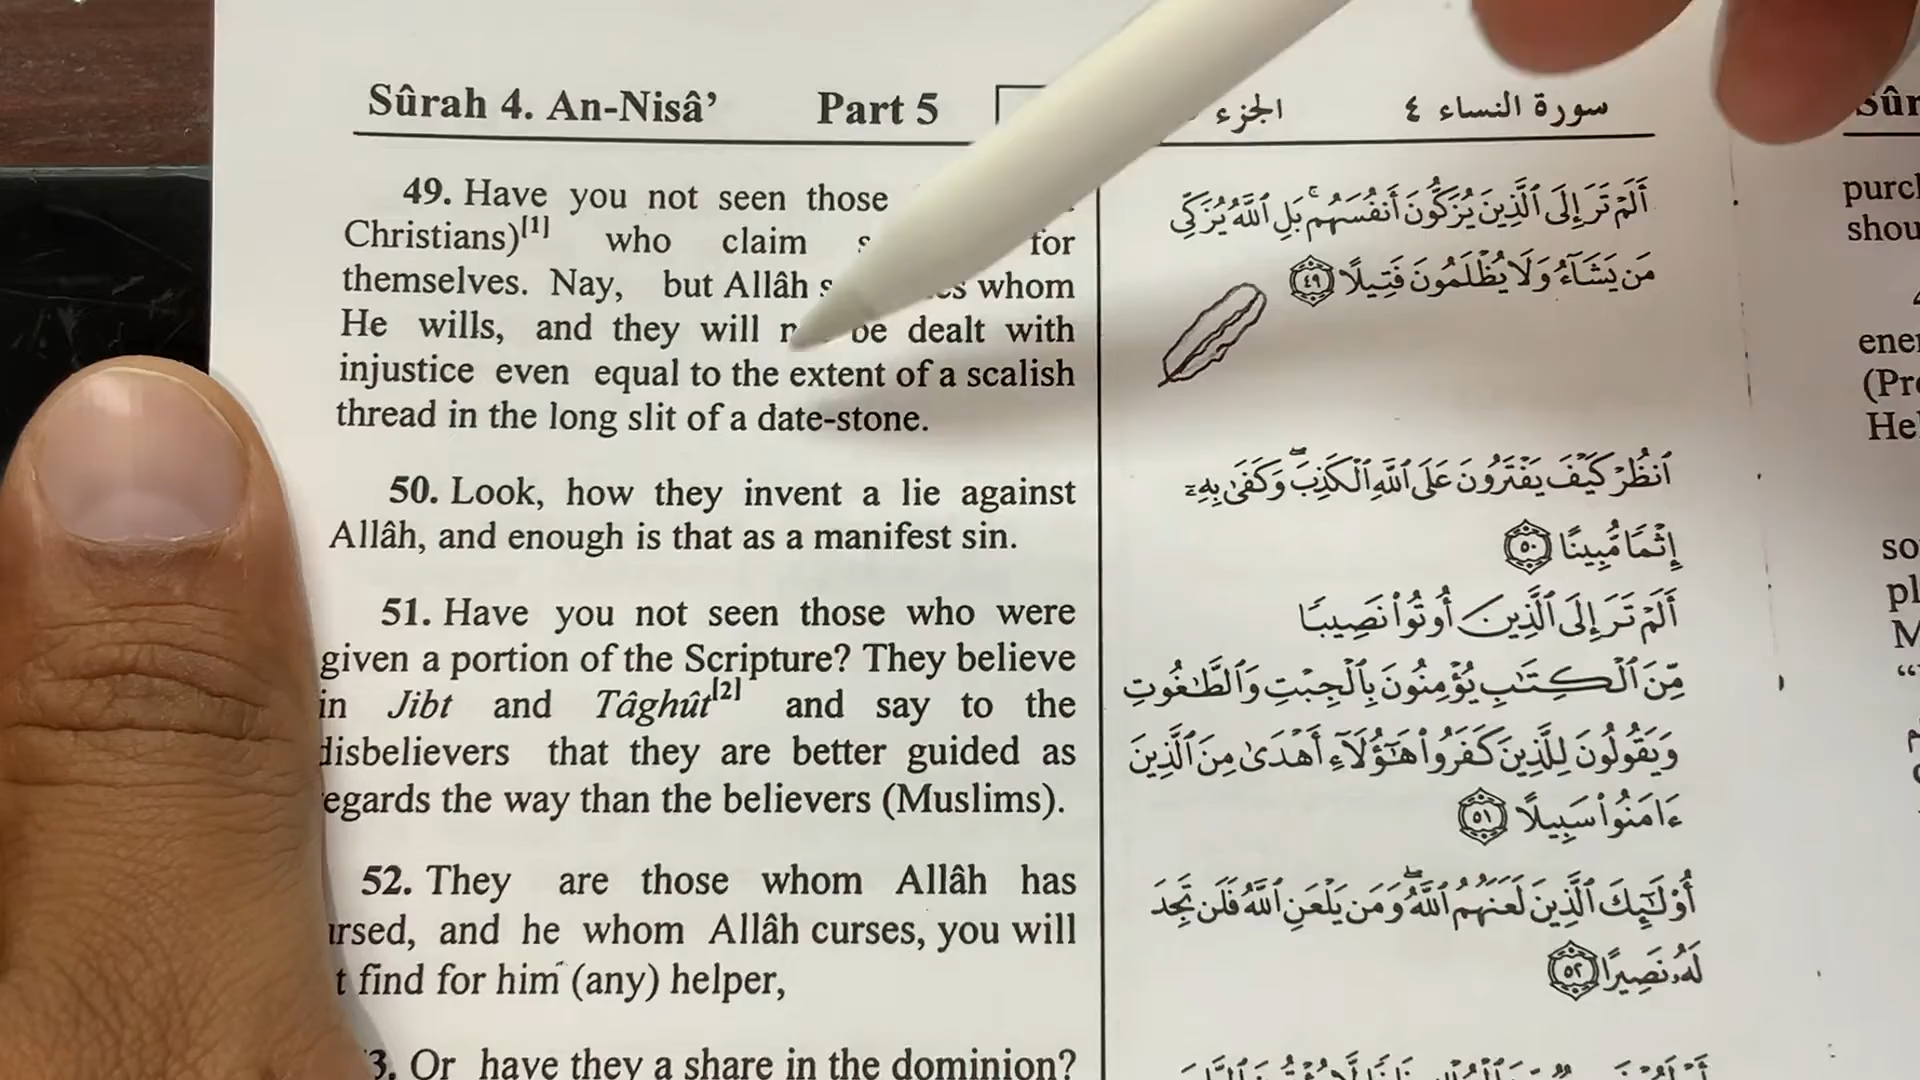 Sûrah 4. An-Nisâ’ Part 5 الجزء سورة النساء ٤
49. Have you not seen those
Christians)[1] who claim for
themselves. Nay, but Allâh whom
He wills, and they will be dealt with
injustice even equal to the extent of a scalish
thread in the long slit of a date-stone.
50. Look, how they invent a lie against
Allâh, and enough is that as a manifest sin.
51. Have you not seen those who were
given a portion of the Scripture? They believe
in Jibt and Tâghût[2] and say to the
disbelievers that they are better guided as
egards the way than the believers (Muslims).
52. They are those whom Allâh has
ursed, and he whom Allâh curses, you will
t find for him (any) helper,
3. Or have they a share in the dominion?
أَلَمْ تَرَ إِلَى ٱلَّذِينَ يُزَكُّونَ أَنفُسَهُم ۚ بَلِ ٱللَّهُ يُزَكِّى
مَن يَشَآءُ وَلَا يُظْلَمُونَ فَتِيلًا ٤٩
ٱنظُرْ كَيْفَ يَفْتَرُونَ عَلَى ٱللَّهِ ٱلْكَذِبَ ۖ وَكَفَىٰ بِهِۦٓ
إِثْمًا مُّبِينًا ٥٠
أَلَمْ تَرَ إِلَى ٱلَّذِينَ أُوتُوا۟ نَصِيبًا
مِّنَ ٱلْكِتَـٰبِ يُؤْمِنُونَ بِٱلْجِبْتِ وَٱلطَّـٰغُوتِ
وَيَقُولُونَ لِلَّذِينَ كَفَرُوا۟ هَـٰٓؤُلَآءِ أَهْدَىٰ مِنَ ٱلَّذِينَ
ءَامَنُوا۟ سَبِيلًا ٥١
أُو۟لَـٰٓئِكَ ٱلَّذِينَ لَعَنَهُمُ ٱللَّهُ ۖ وَمَن يَلْعَنِ ٱللَّهُ فَلَن تَجِدَ
لَهُۥ نَصِيرًا ٥٢
Sûr
purch
shou
ener
(Pro
He
so
pl
M